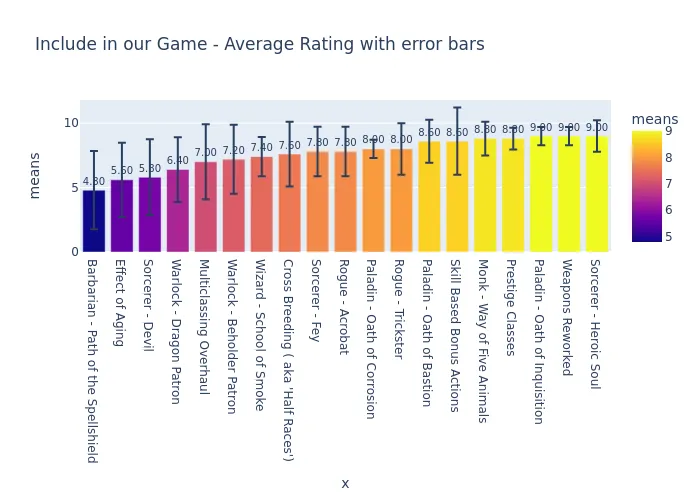 Include in our Game - Average Rating with error bars
means
10
5
0
4.80
5.60
5.80
6.40
7.00
7.20
7.40
7.60
7.80
7.80
8.00
8.00
8.60
8.60
8.80
8.80
9.00
9.00
9.00
Barbarian - Path of the Spellshield
Effect of Aging
Sorcerer - Devil
Warlock - Dragon Patron
Multiclassing Overhaul
Warlock - Beholder Patron
Wizard - School of Smoke
Cross Breeding ( aka 'Half Races')
Sorcerer - Fey
Rogue - Acrobat
Paladin - Oath of Corrosion
Rogue - Trickster
Paladin - Oath of Bastion
Skill Based Bonus Actions
Monk - Way of Five Animals
Prestige Classes
Paladin - Oath of Inquisition
Weapons Reworked
Sorcerer - Heroic Soul
x
means
9
8
7
6
5